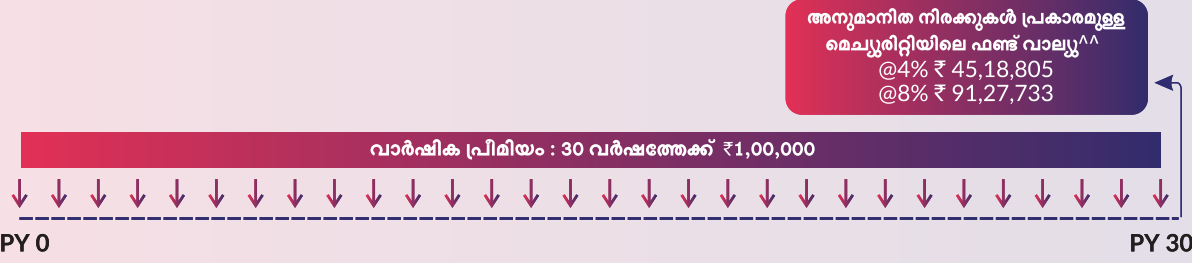 അനുമാനിത നിരക്കുകൾ പ്രകാരമുള്ള
മെച്യുരിറ്റിയിലെ ഫണ്ട് വാല്യു^^
@4% ₹ 45,18,805
@8% ₹ 91,27,733
വാർഷിക പ്രീമിയം : 30 വർഷത്തേക്ക് ₹1,00,000
PY 0 PY 30